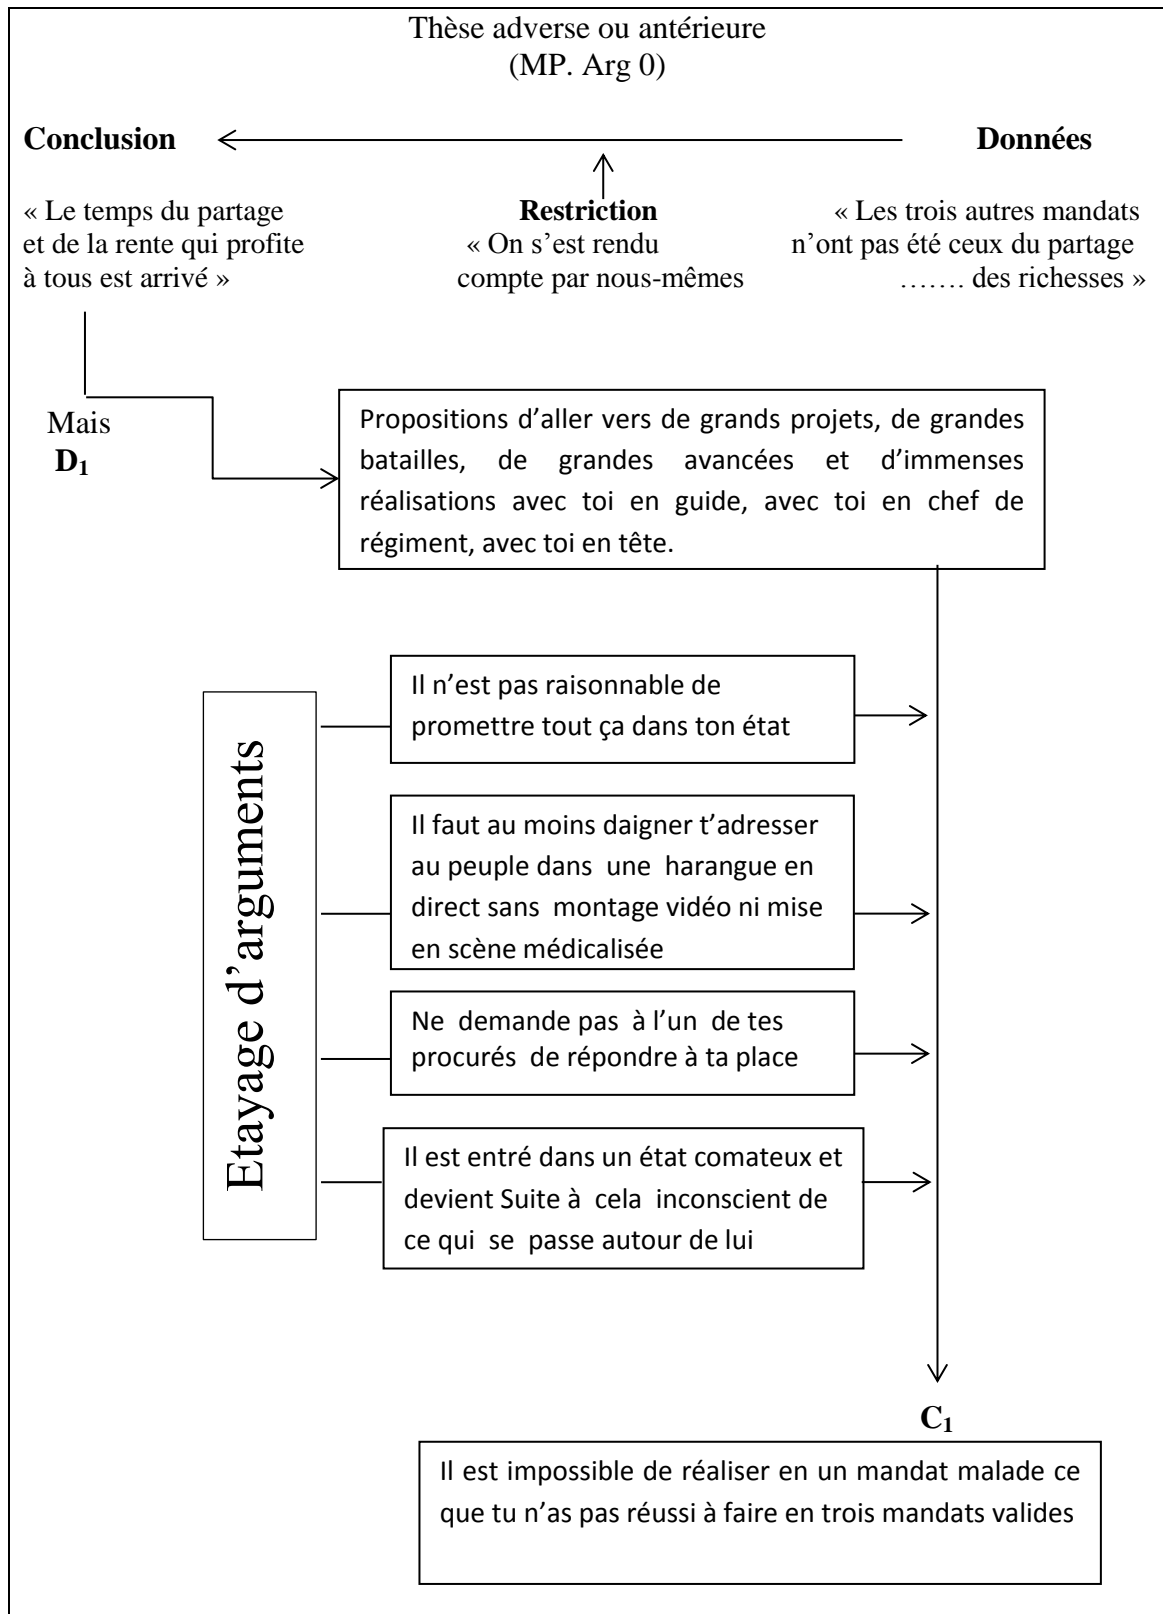 Thèse adverse ou antérieure
(MP. Arg 0)
Conclusion
Données
« Le temps du partage
et de la rente qui profite
à tous est arrivé »
Restriction
« On s’est rendu
compte par nous-mêmes
« Les trois autres mandats
n’ont pas été ceux du partage
……. des richesses »
Mais
D1
Propositions d’aller vers de grands projets, de grandes
batailles, de grandes avancées et d’immenses
réalisations avec toi en guide, avec toi en chef de
régiment, avec toi en tête.
Etayage d’arguments
Il n’est pas raisonnable de
promettre tout ça dans ton état
Il faut au moins daigner t’adresser
au peuple dans une harangue en
direct sans montage vidéo ni mise
en scène médicalisée
Ne demande pas à l’un de tes
procurés de répondre à ta place
Il est entré dans un état comateux et
devient Suite à cela inconscient de
ce qui se passe autour de lui
C1
Il est impossible de réaliser en un mandat malade ce
que tu n’as pas réussi à faire en trois mandats valides